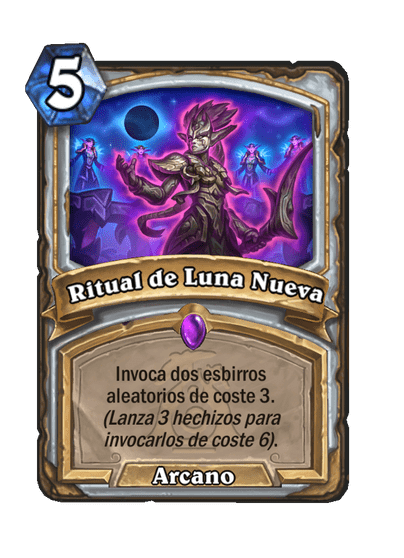 5
Ritual de Luna Nueva
Invoca dos esbirros
aleatorios de coste 3.
(Lanza 3 hechizos para
invocarlos de coste 6).
Arcano